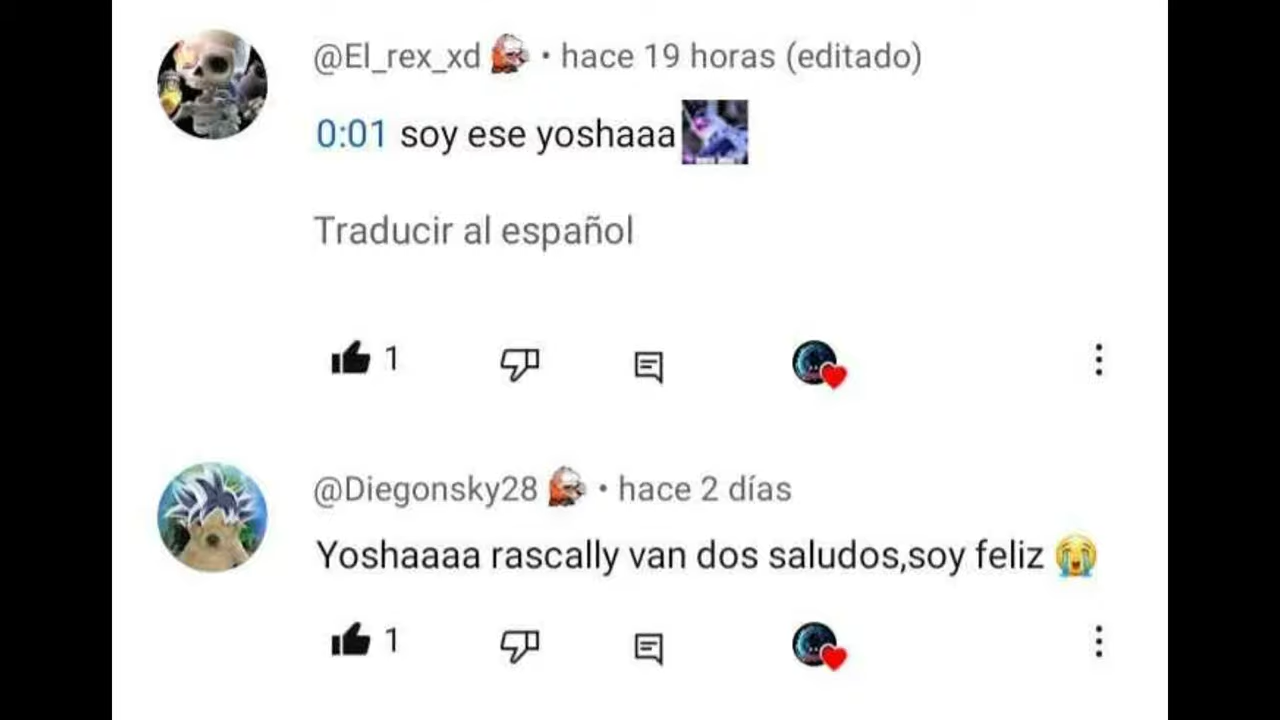 @El_rex_xd • hace 19 horas (editado)
0:01 soy ese yoshaaa
Traducir al español
1
@Diegonsky28 • hace 2 días
Yoshaaaa rascally van dos saludos,soy feliz 😭
1